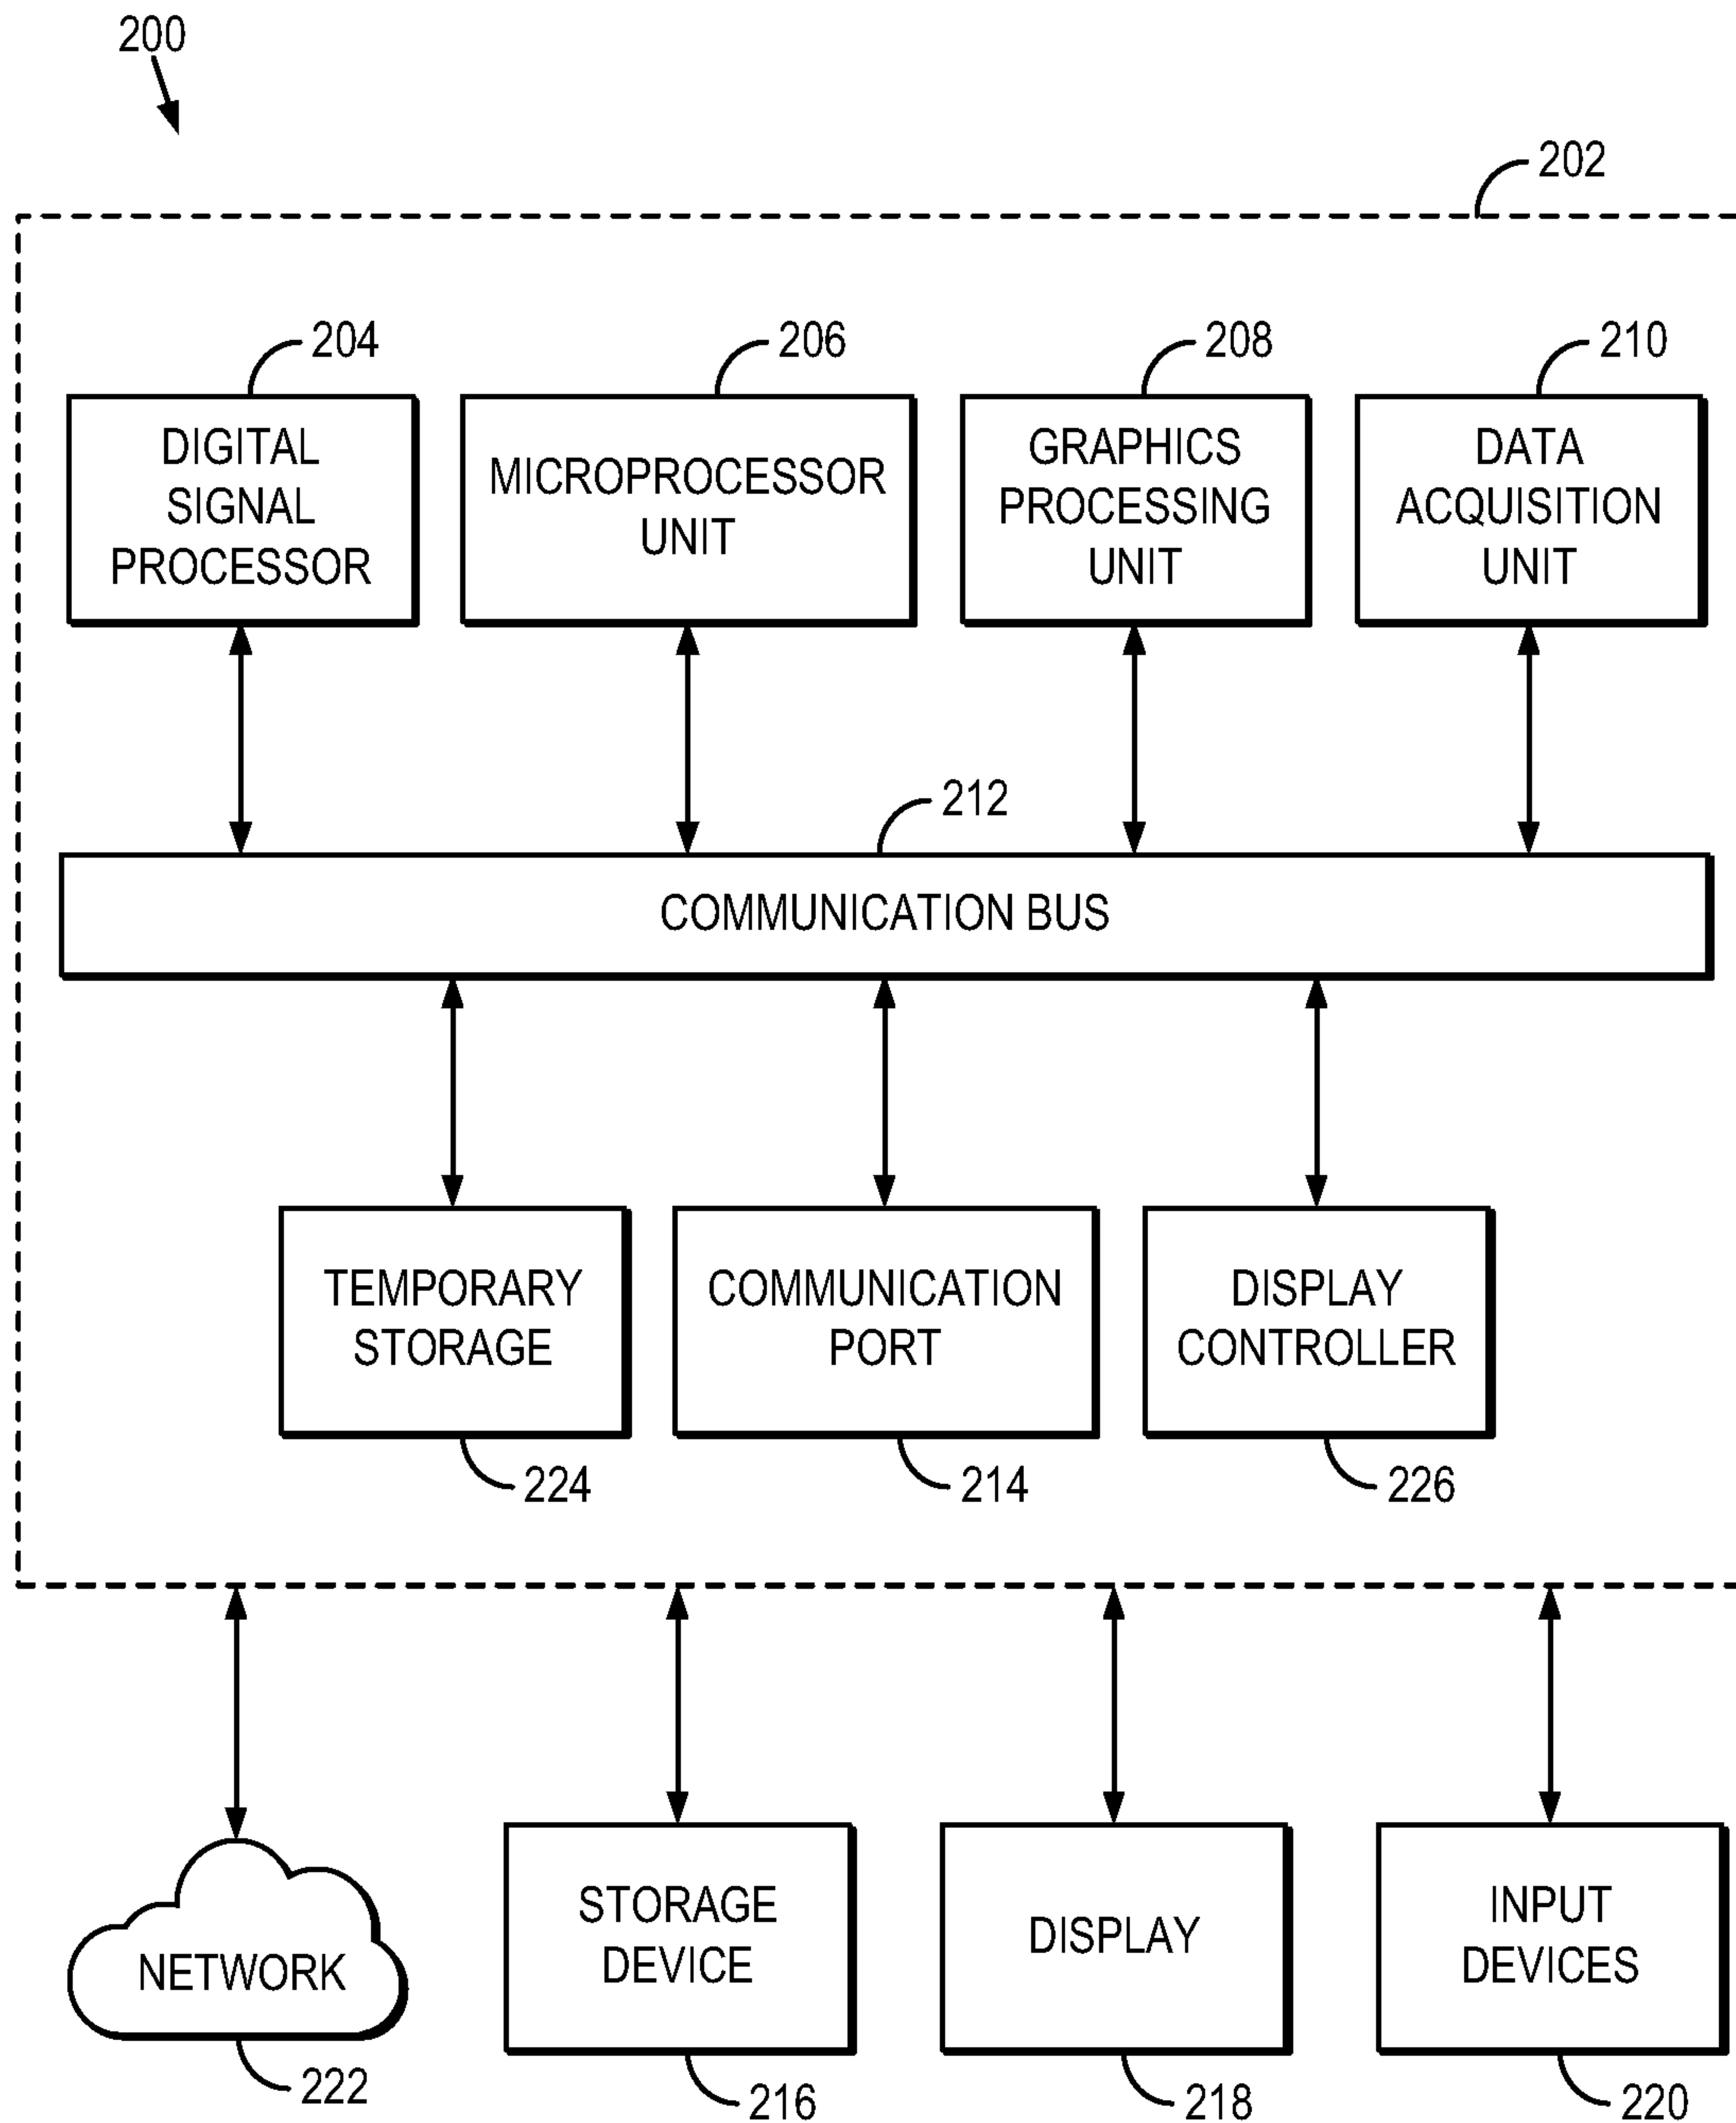 200
202
204
206
208
210
DIGITAL
SIGNAL
PROCESSOR
MICROPROCESSOR
UNIT
GRAPHICS
PROCESSING
UNIT
DATA
ACQUISITION
UNIT
212
COMMUNICATION BUS
TEMPORARY
STORAGE
COMMUNICATION
PORT
DISPLAY
CONTROLLER
224
214
226
NETWORK
STORAGE
DEVICE
DISPLAY
INPUT
DEVICES
222
216
218
220